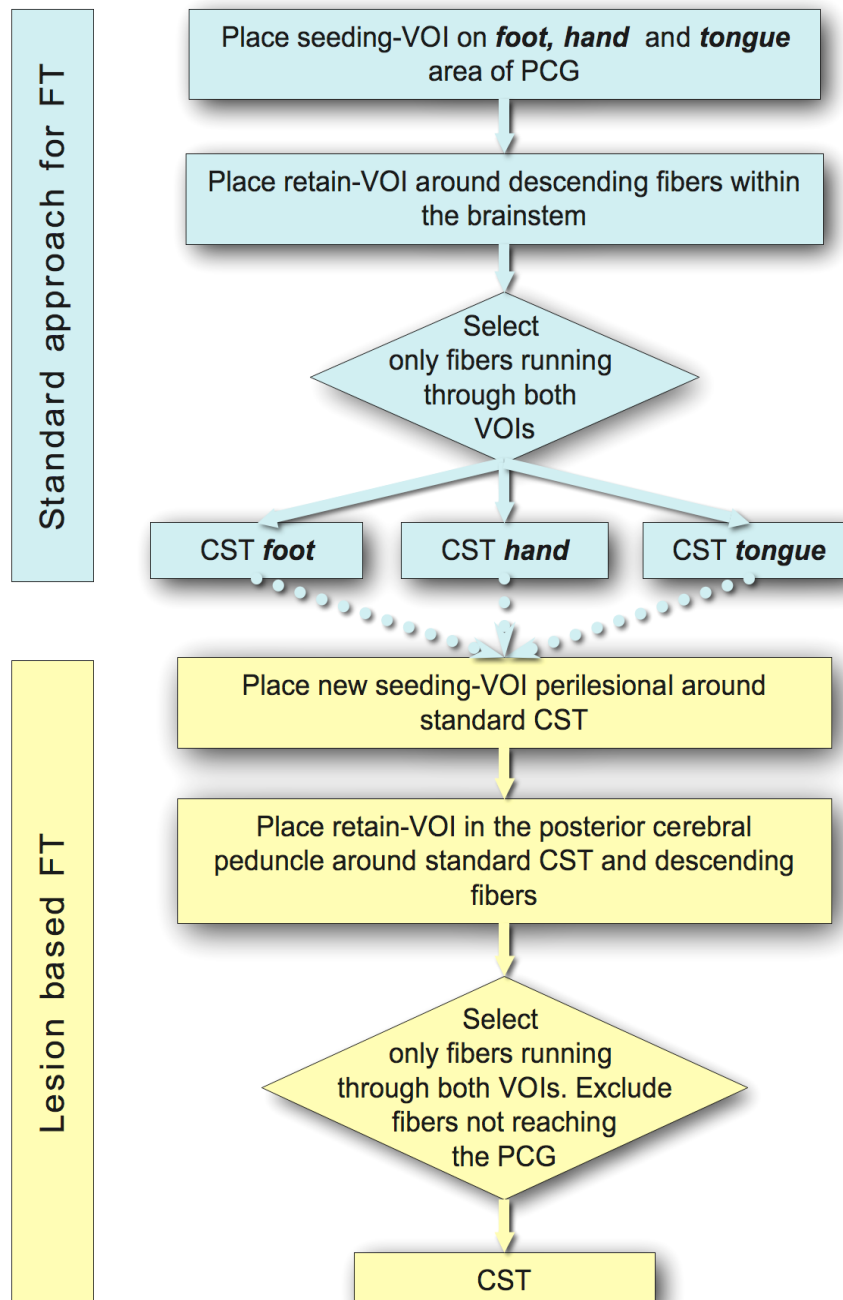 Standard approach for FT
Place seeding-VOI on foot, hand and tongue
area of PCG
Place retain-VOI around descending fibers within
the brainstem
Select
only fibers running
through both
VOIs
CST foot
CST hand
CST tongue
Lesion based FT
Place new seeding-VOI perilesional around
standard CST
Place retain-VOI in the posterior cerebral
peduncle around standard CST and descending
fibers
Select
only fibers running
through both VOIs. Exclude
fibers not reaching
the PCG
CST